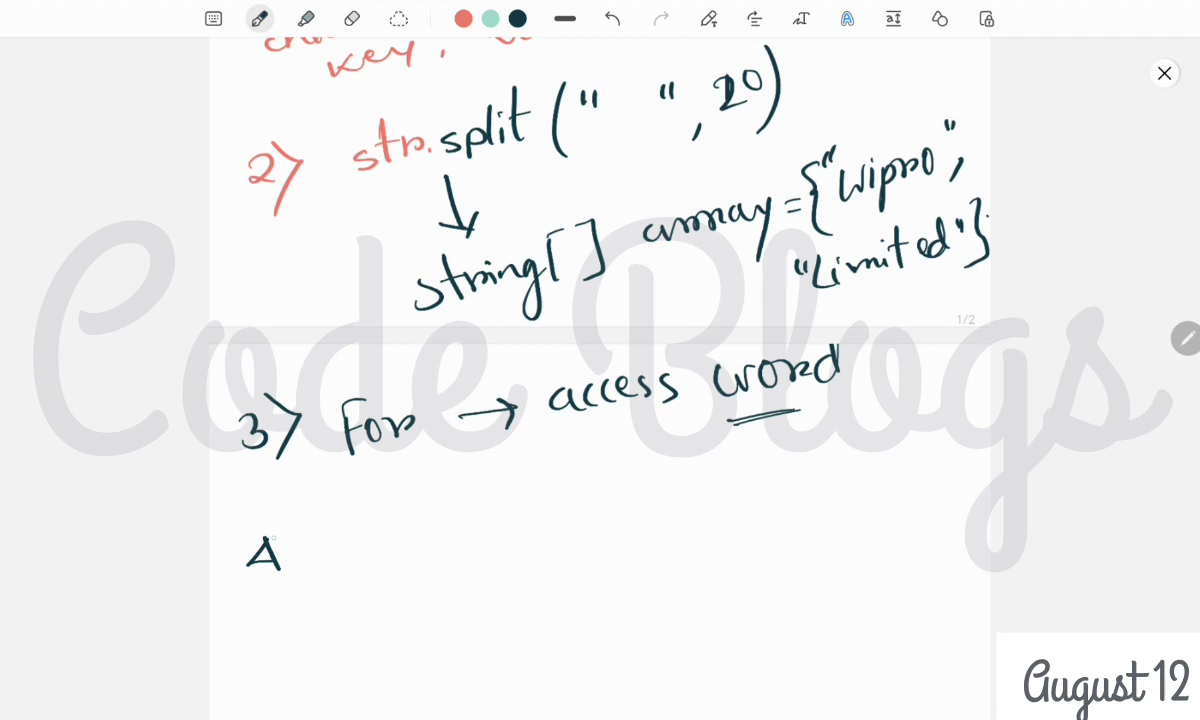 key,
2) str.split(" ", 20)
string[] array = {"Wipro",
"Limited"};
1/2
3) For → access word
A
Code Blogs
August 12